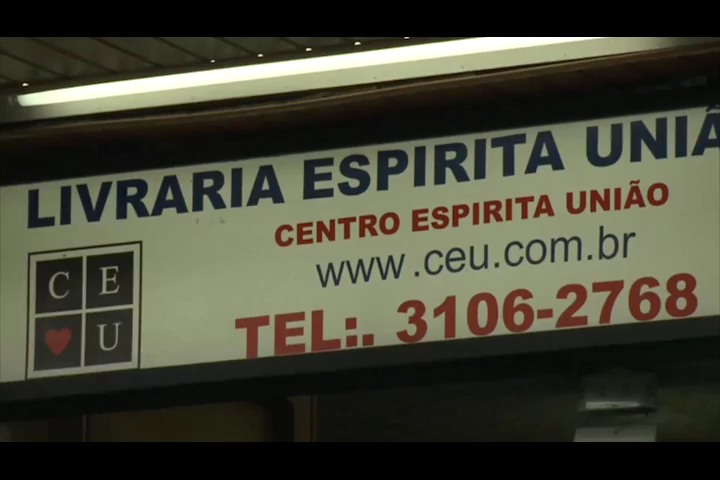 LIVRARIA ESPIRITA UNIÃ
CENTRO ESPIRITA UNIÃO
www.ceu.com.br
TEL:. 3106-2768
C E
U